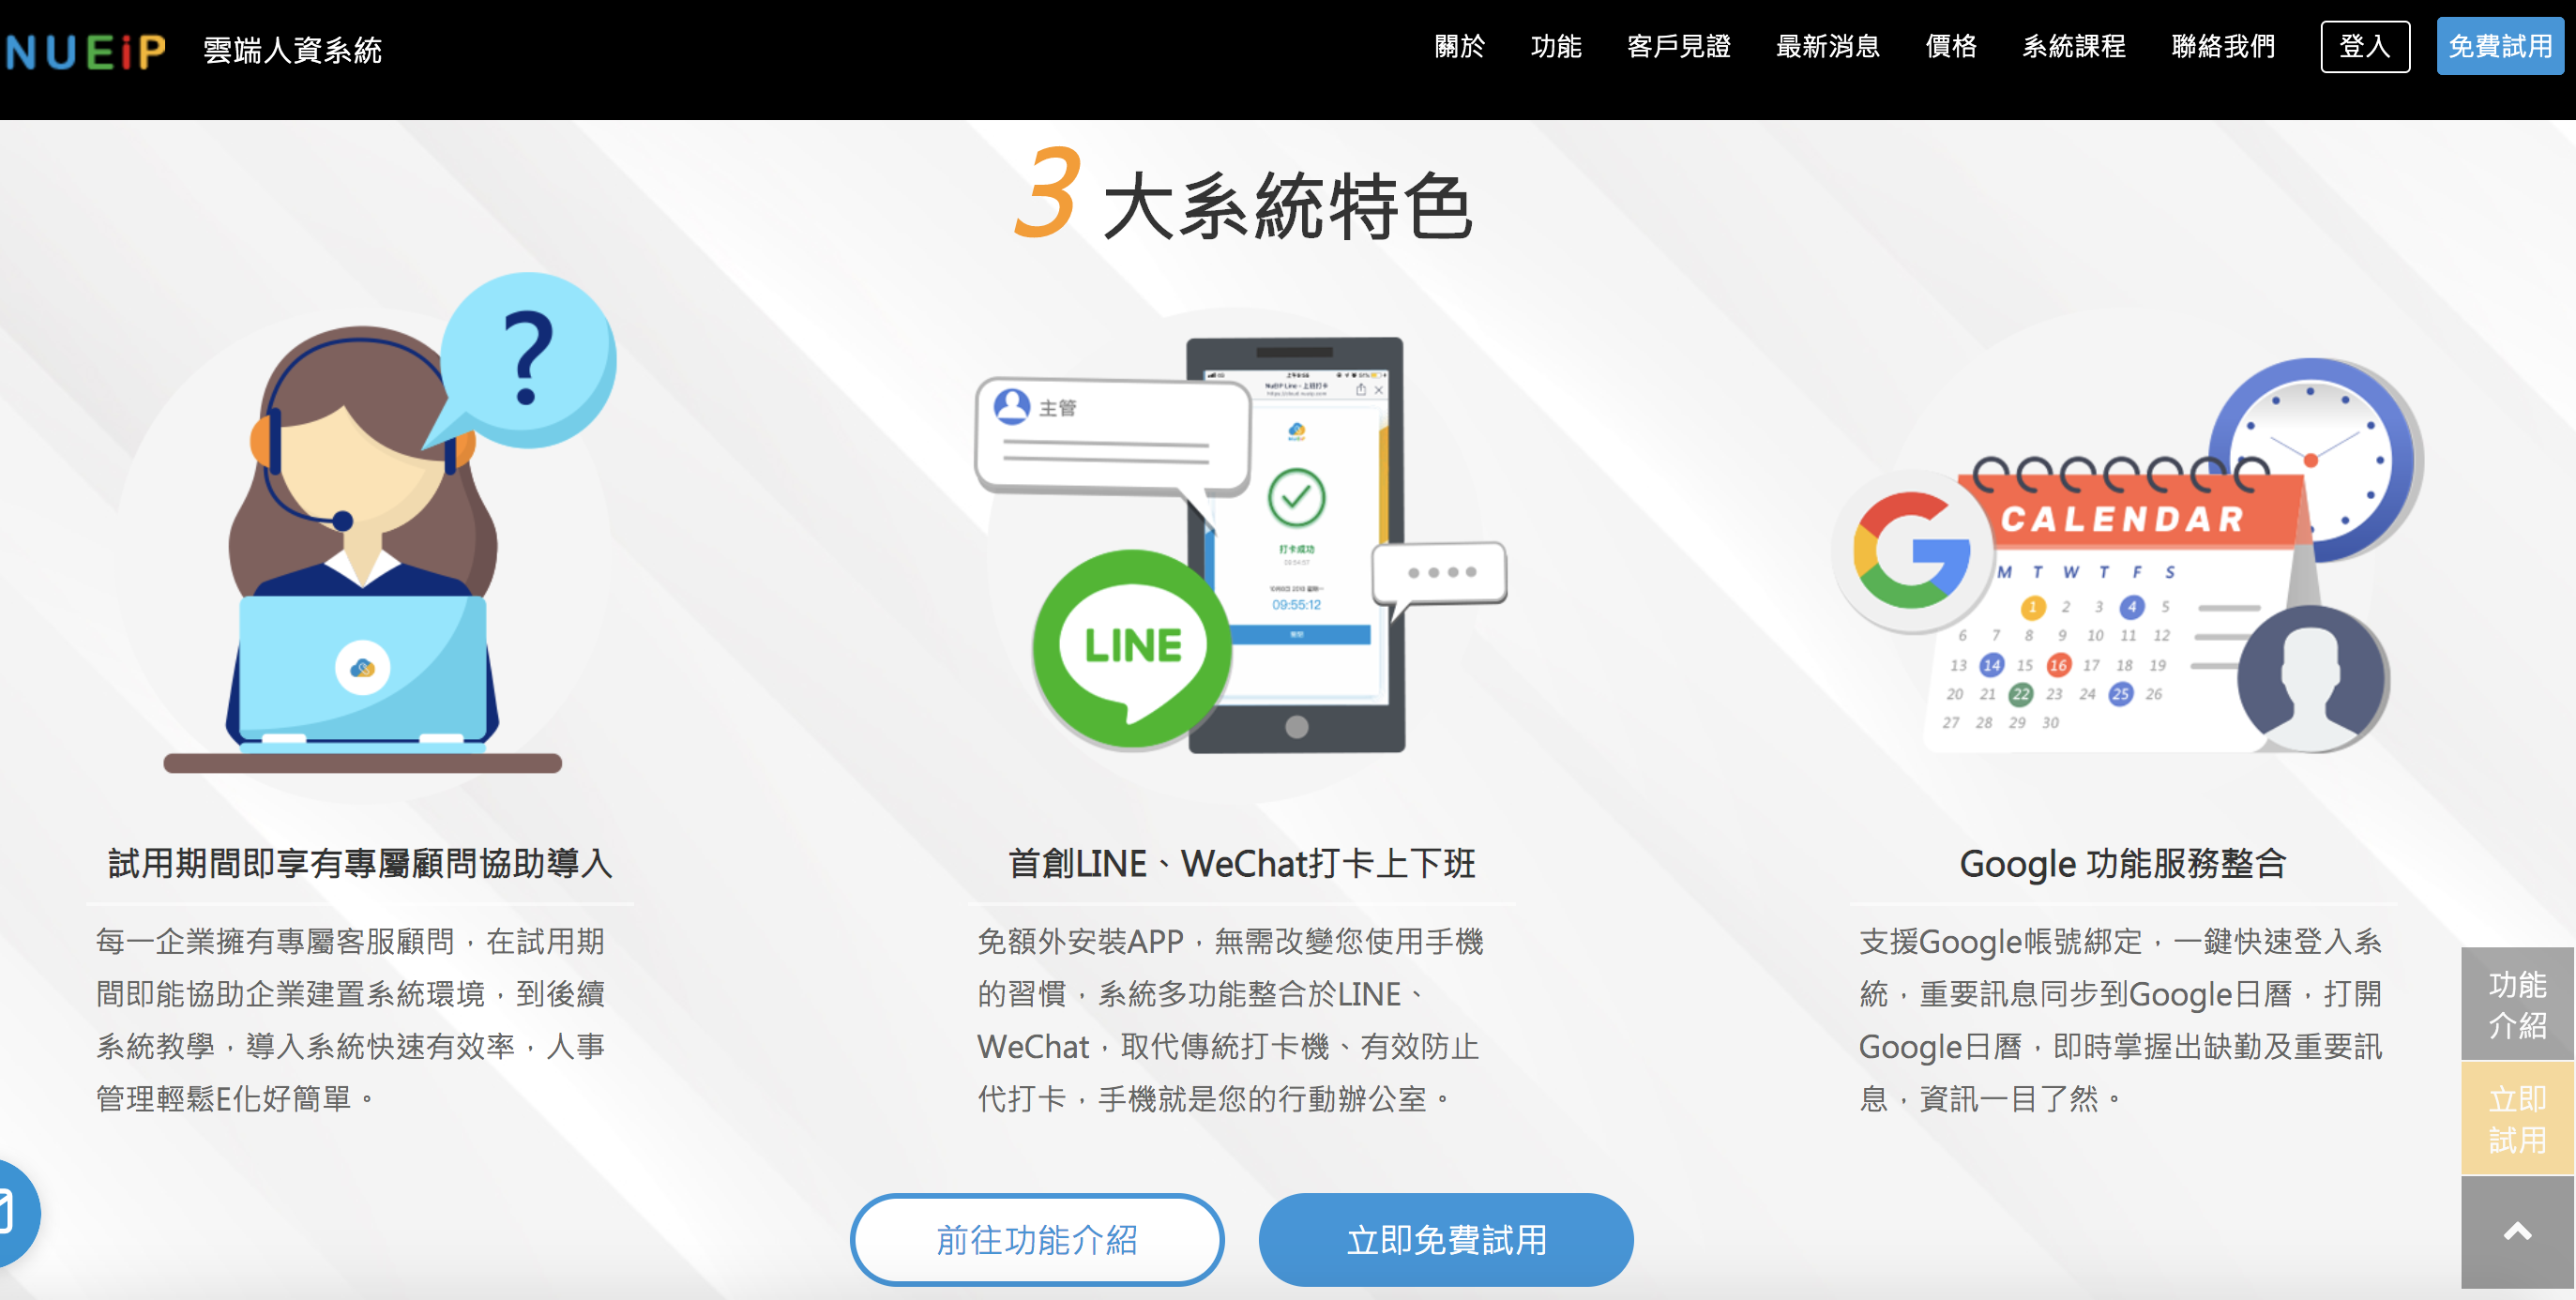 NUEiP
雲端人資系統
關於
功能
客戶見證
最新消息
價格
系統課程
聯絡我們
登入
免費試用
3 大系統特色
?
主管
打卡成功
09:55:12
LINE
CALENDAR
M T W T F S
1 2 3 4 5
6 7 8 9 10 11 12
13 14 15 16 17 18 19
20 21 22 23 24 25 26
27 28 29 30
試用期間即享有專屬顧問協助導入
每一企業擁有專屬客服顧問，在試用期
間即能協助企業建置系統環境，到後續
系統教學，導入系統快速有效率，人事
管理輕鬆E化好簡單。
首創LINE、WeChat打卡上下班
免額外安裝APP，無需改變您使用手機
的習慣，系統多功能整合於LINE、
WeChat，取代傳統打卡機、有效防止
代打卡，手機就是您的行動辦公室。
Google 功能服務整合
支援Google帳號綁定，一鍵快速登入系
統，重要訊息同步到Google日曆，打開
Google日曆，即時掌握出缺勤及重要訊
息，資訊一目了然。
功能
介紹
立即
試用
前往功能介紹
立即免費試用